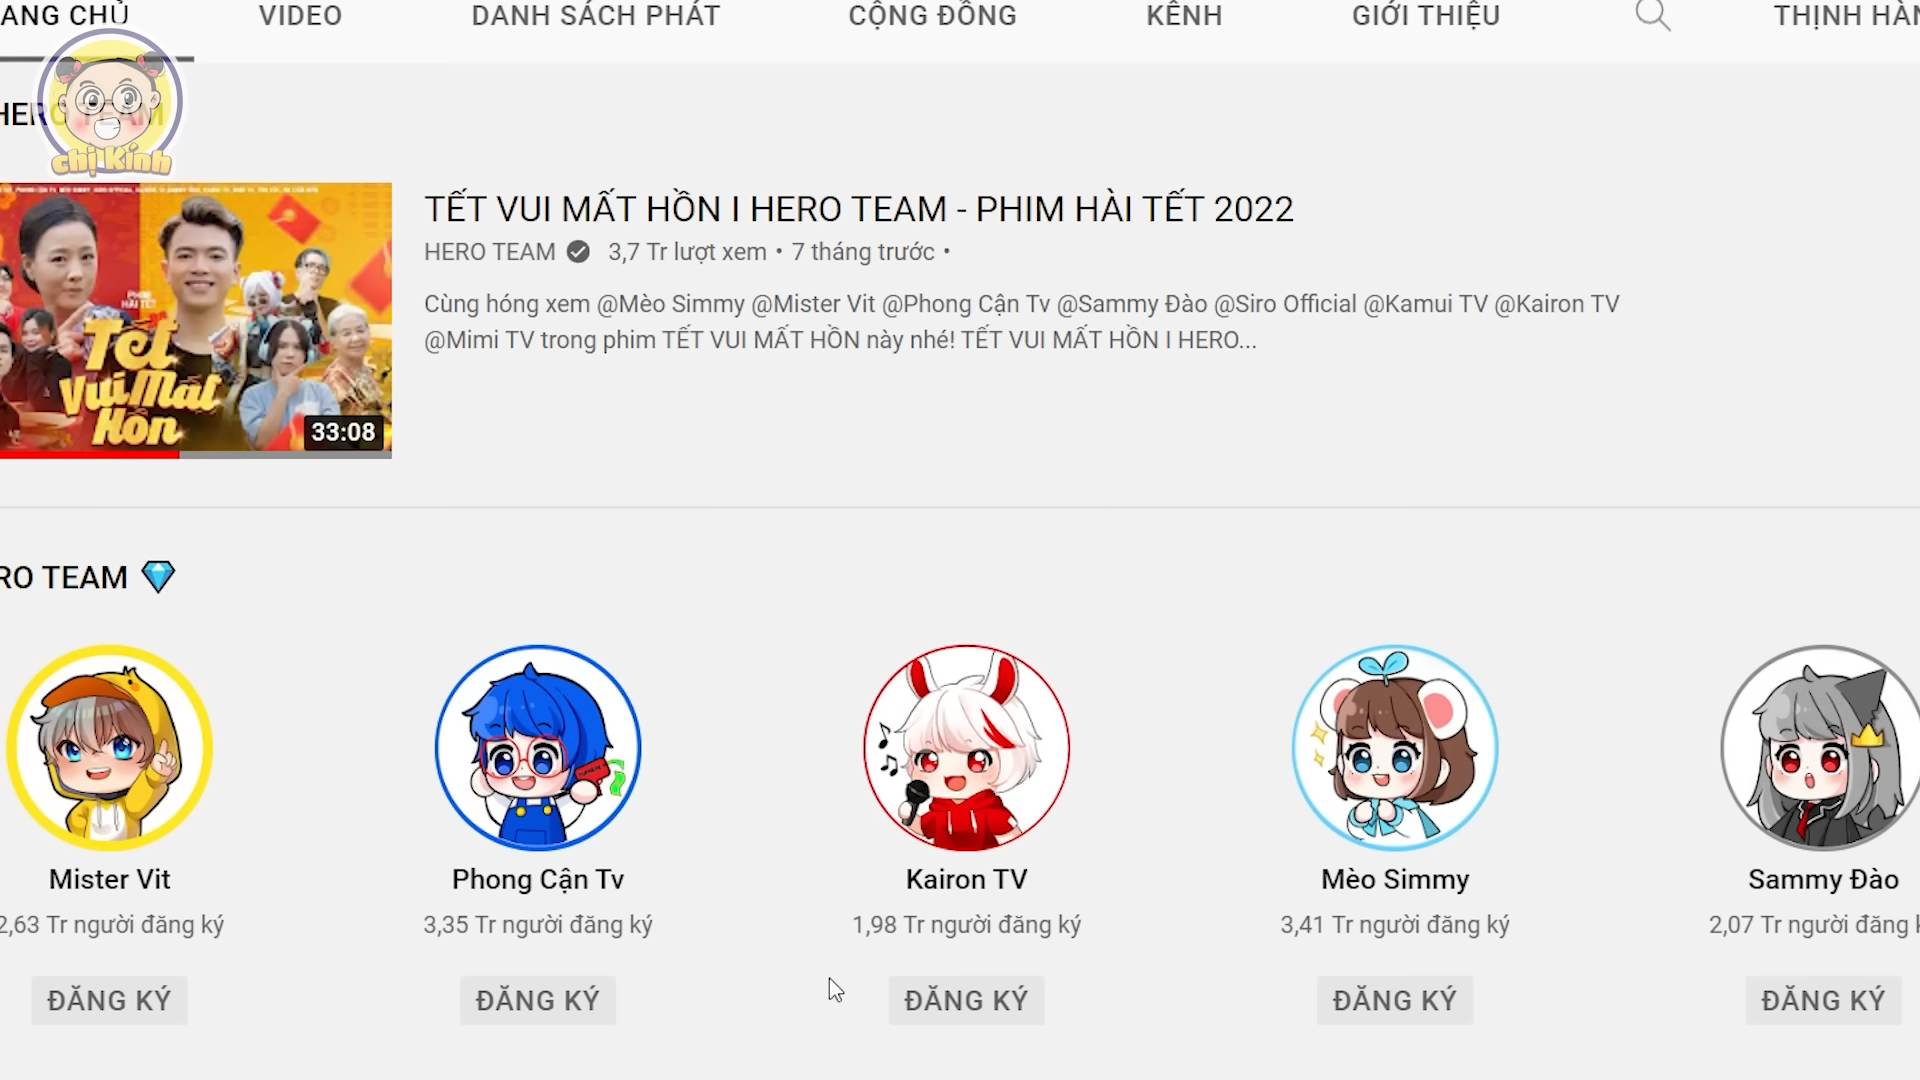 ANG CHỦ VIDEO DANH SÁCH PHÁT CỘNG ĐỒNG KÊNH GIỚI THIỆU THỊNH HÀN
HERO TEAM
chị Kính
TẾT VUI MẤT HỒN I HERO TEAM - PHIM HÀI TẾT 2022
HERO TEAM 3,7 Tr lượt xem • 7 tháng trước •
Cùng hóng xem @Mèo Simmy @Mister Vit @Phong Cận Tv @Sammy Đào @Siro Official @Kamui TV @Kairon TV
@Mimi TV trong phim TẾT VUI MẤT HỒN này nhé! TẾT VUI MẤT HỒN I HERO...
PHIM
HÀI TẾT
Tết
Vui Mất
Hồn
33:08
RO TEAM
Mister Vit Phong Cận Tv Kairon TV Mèo Simmy Sammy Đào
2,63 Tr người đăng ký 3,35 Tr người đăng ký 1,98 Tr người đăng ký 3,41 Tr người đăng ký 2,07 Tr người đăng k
ĐĂNG KÝ ĐĂNG KÝ ĐĂNG KÝ ĐĂNG KÝ ĐĂNG KÝ